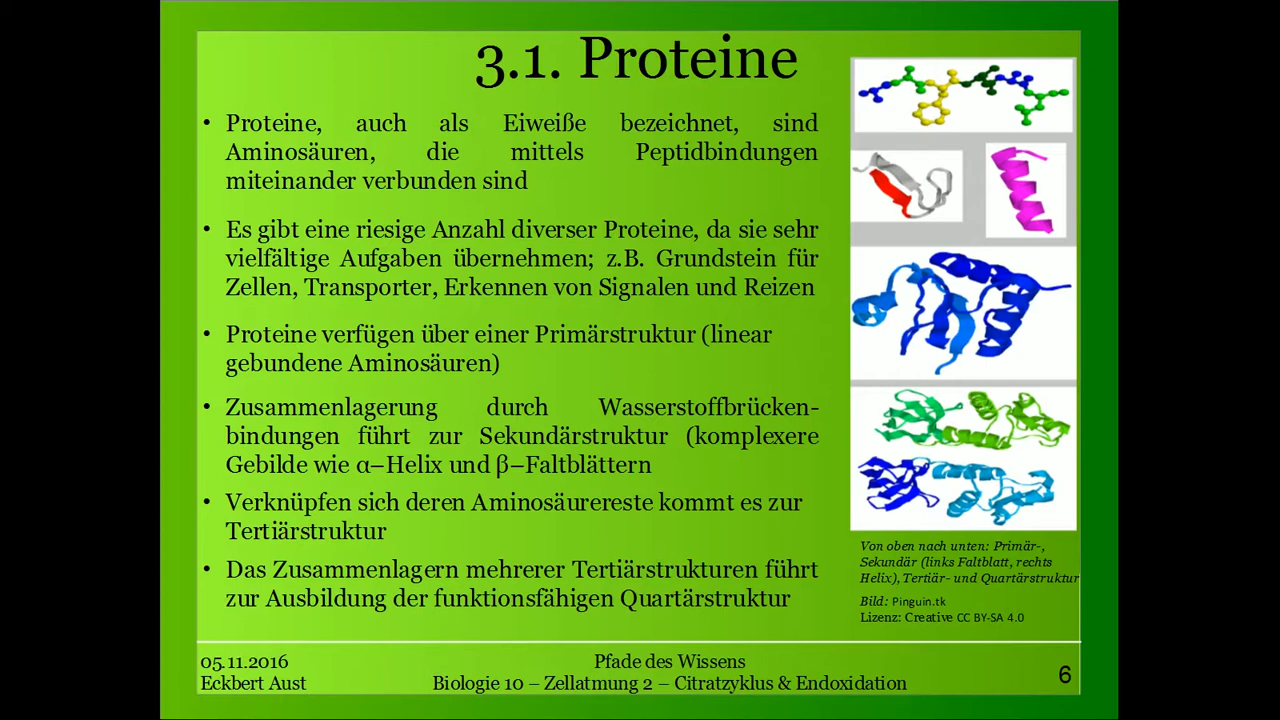 3.1. Proteine
• Proteine, auch als Eiweiße bezeichnet, sind
Aminosäuren, die mittels Peptidbindungen
miteinander verbunden sind
• Es gibt eine riesige Anzahl diverser Proteine, da sie sehr
vielfältige Aufgaben übernehmen; z.B. Grundstein für
Zellen, Transporter, Erkennen von Signalen und Reizen
• Proteine verfügen über einer Primärstruktur (linear
gebundene Aminosäuren)
• Zusammenlagerung durch Wasserstoffbrücken-
bindungen führt zur Sekundärstruktur (komplexere
Gebilde wie α–Helix und β–Faltblättern
• Verknüpfen sich deren Aminosäurereste kommt es zur
Tertiärstruktur
• Das Zusammenlagern mehrerer Tertiärstrukturen führt
zur Ausbildung der funktionsfähigen Quartärstruktur
Von oben nach unten: Primär-,
Sekundär (links Faltblatt, rechts
Helix), Tertiär- und Quartärstruktur
Bild: Pinguin.tk
Lizenz: Creative CC BY-SA 4.0
05.11.2016
Eckbert Aust
Pfade des Wissens
Biologie 10 – Zellatmung 2 – Citratzyklus & Endoxidation
6